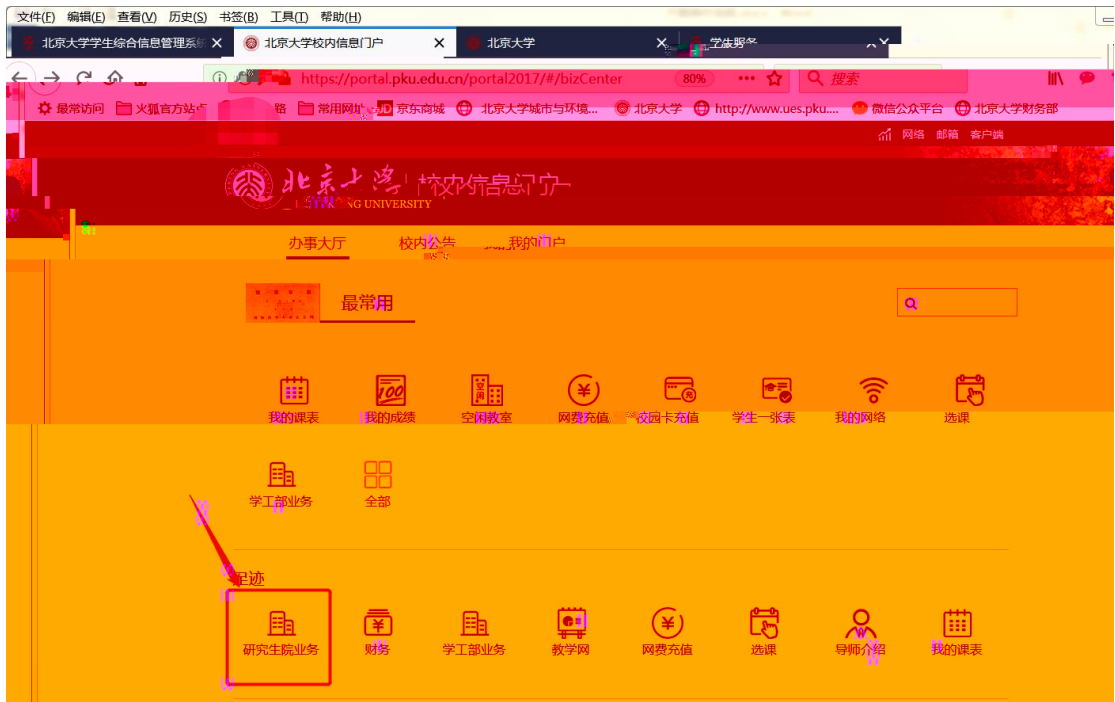 文件(F) 编辑(E) 查看(V) 历史(S) 书签(B) 工具(T) 帮助(H)
北京大学学生综合信息管理系统 北京大学校内信息门户 北京大学 学生服务
https://portal.pku.edu.cn/portal2017/#/bizCenter 80% 搜索
最常访问 火狐官方站点 常用网址 JD 京东商城 北京大学城市与环境... 北京大学 http://www.ues.pku.... 微信公众平台 北京大学财务部
网络 邮箱 客户端
北京大学 校内信息门户
办事大厅 校内公告 我的门户
最常用
我的课表 我的成绩 空闲教室 网费充值 校园卡充值 学生一张表 我的网络 选课
学工部业务 全部
足迹
研究生院业务 财务 学工部业务 教学网 网费充值 选课 导师介绍 我的课表